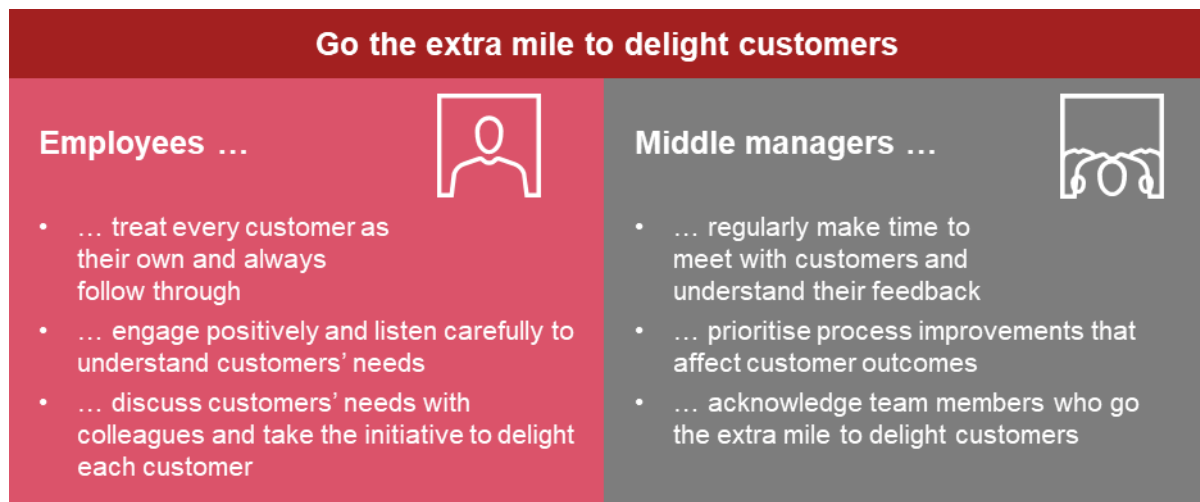 Go the extra mile to delight customers
Employees …
• … treat every customer as
their own and always
follow through
• … engage positively and listen carefully to
understand customers’ needs
• … discuss customers’ needs with
colleagues and take the initiative to delight
each customer
Middle managers …
• … regularly make time to
meet with customers and
understand their feedback
• … prioritise process improvements that
affect customer outcomes
• … acknowledge team members who go
the extra mile to delight customers